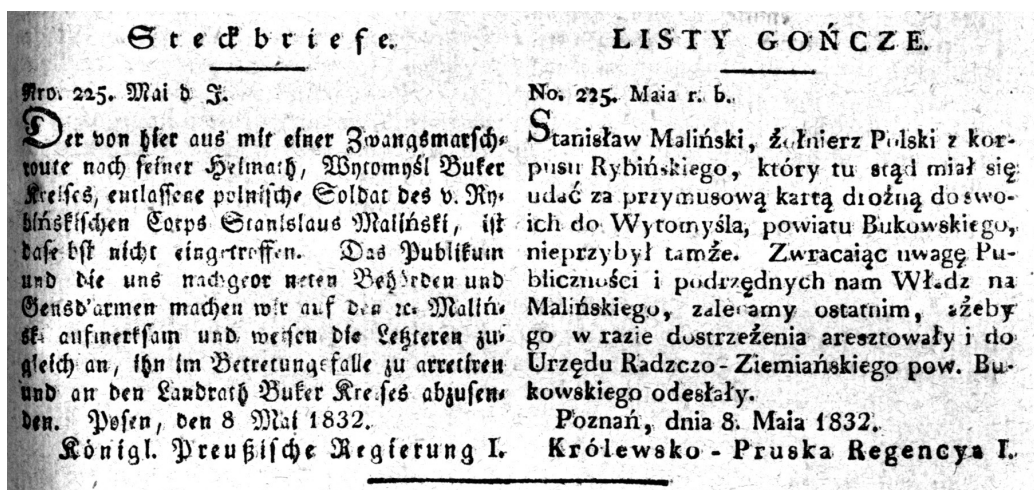 Steckbriefe.
Nro. 225. Mai d J.
Der von hier aus mit einer Zwangsmarsch-
route nach seiner Heimath, Wytomyśl Buker
Kreises, entlassene polnische Soldat des v. Ry-
bińskischen Corps Stanislaus Maliński, ist
daselbst nicht eingetroffen. Das Publikum
und die uns nachgeordneten Behörden und
Gensd'armen machen wir auf den ꝛc. Maliń-
ski aufmerksam und weisen die Letzteren zu-
gleich an, ihn im Betretungsfalle zu arretiren
und an den Landrath Buker Kreises abzusen-
den. Posen, den 8 Mai 1832.
Königl. Preußische Regierung I.
LISTY GOŃCZE.
No. 225. Maia r. b.
Stanisław Maliński, żołnierz Polski z kor-
pusu Rybińskiego, który tu stąd miał się
udać za przymusową kartą drożną do swo-
ich do Wytomyśla, powiatu Bukowskiego,
nieprzybył tamże. Zwracaiąc uwagę Pu-
bliczności i podrzędnych nam Władz na
Malińskiego, zalecamy ostatnim, ażeby
go w razie dostrzeżenia aresztowały i do
Urzędu Radzczo-Ziemiańskiego pow. Bu-
kowskiego odesłały.
Poznań, dnia 8. Maia 1832.
Królewsko-Pruska Regencya I.